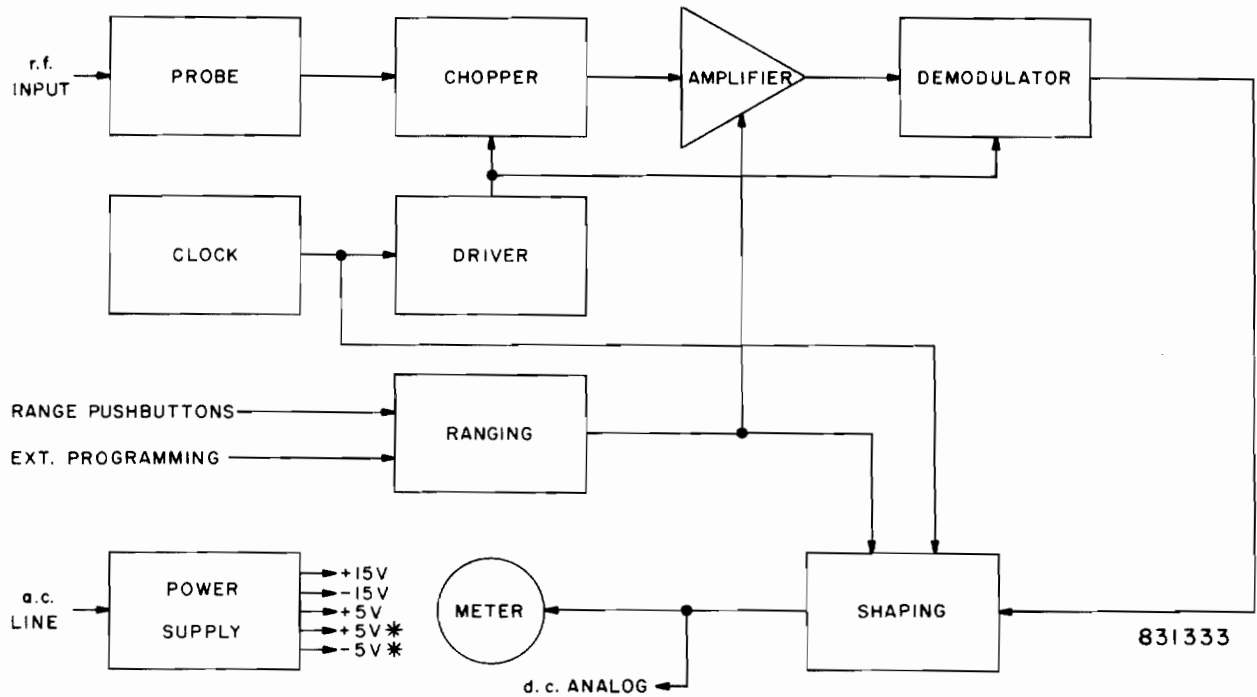 r.f.
INPUT
PROBE
CHOPPER
AMPLIFIER
DEMODULATOR
CLOCK
DRIVER
RANGE PUSHBUTTONS
EXT. PROGRAMMING
RANGING
a.c.
LINE
POWER
SUPPLY
+15V
-15V
+5V
+5V*
-5V*
METER
SHAPING
831333
d.c. ANALOG